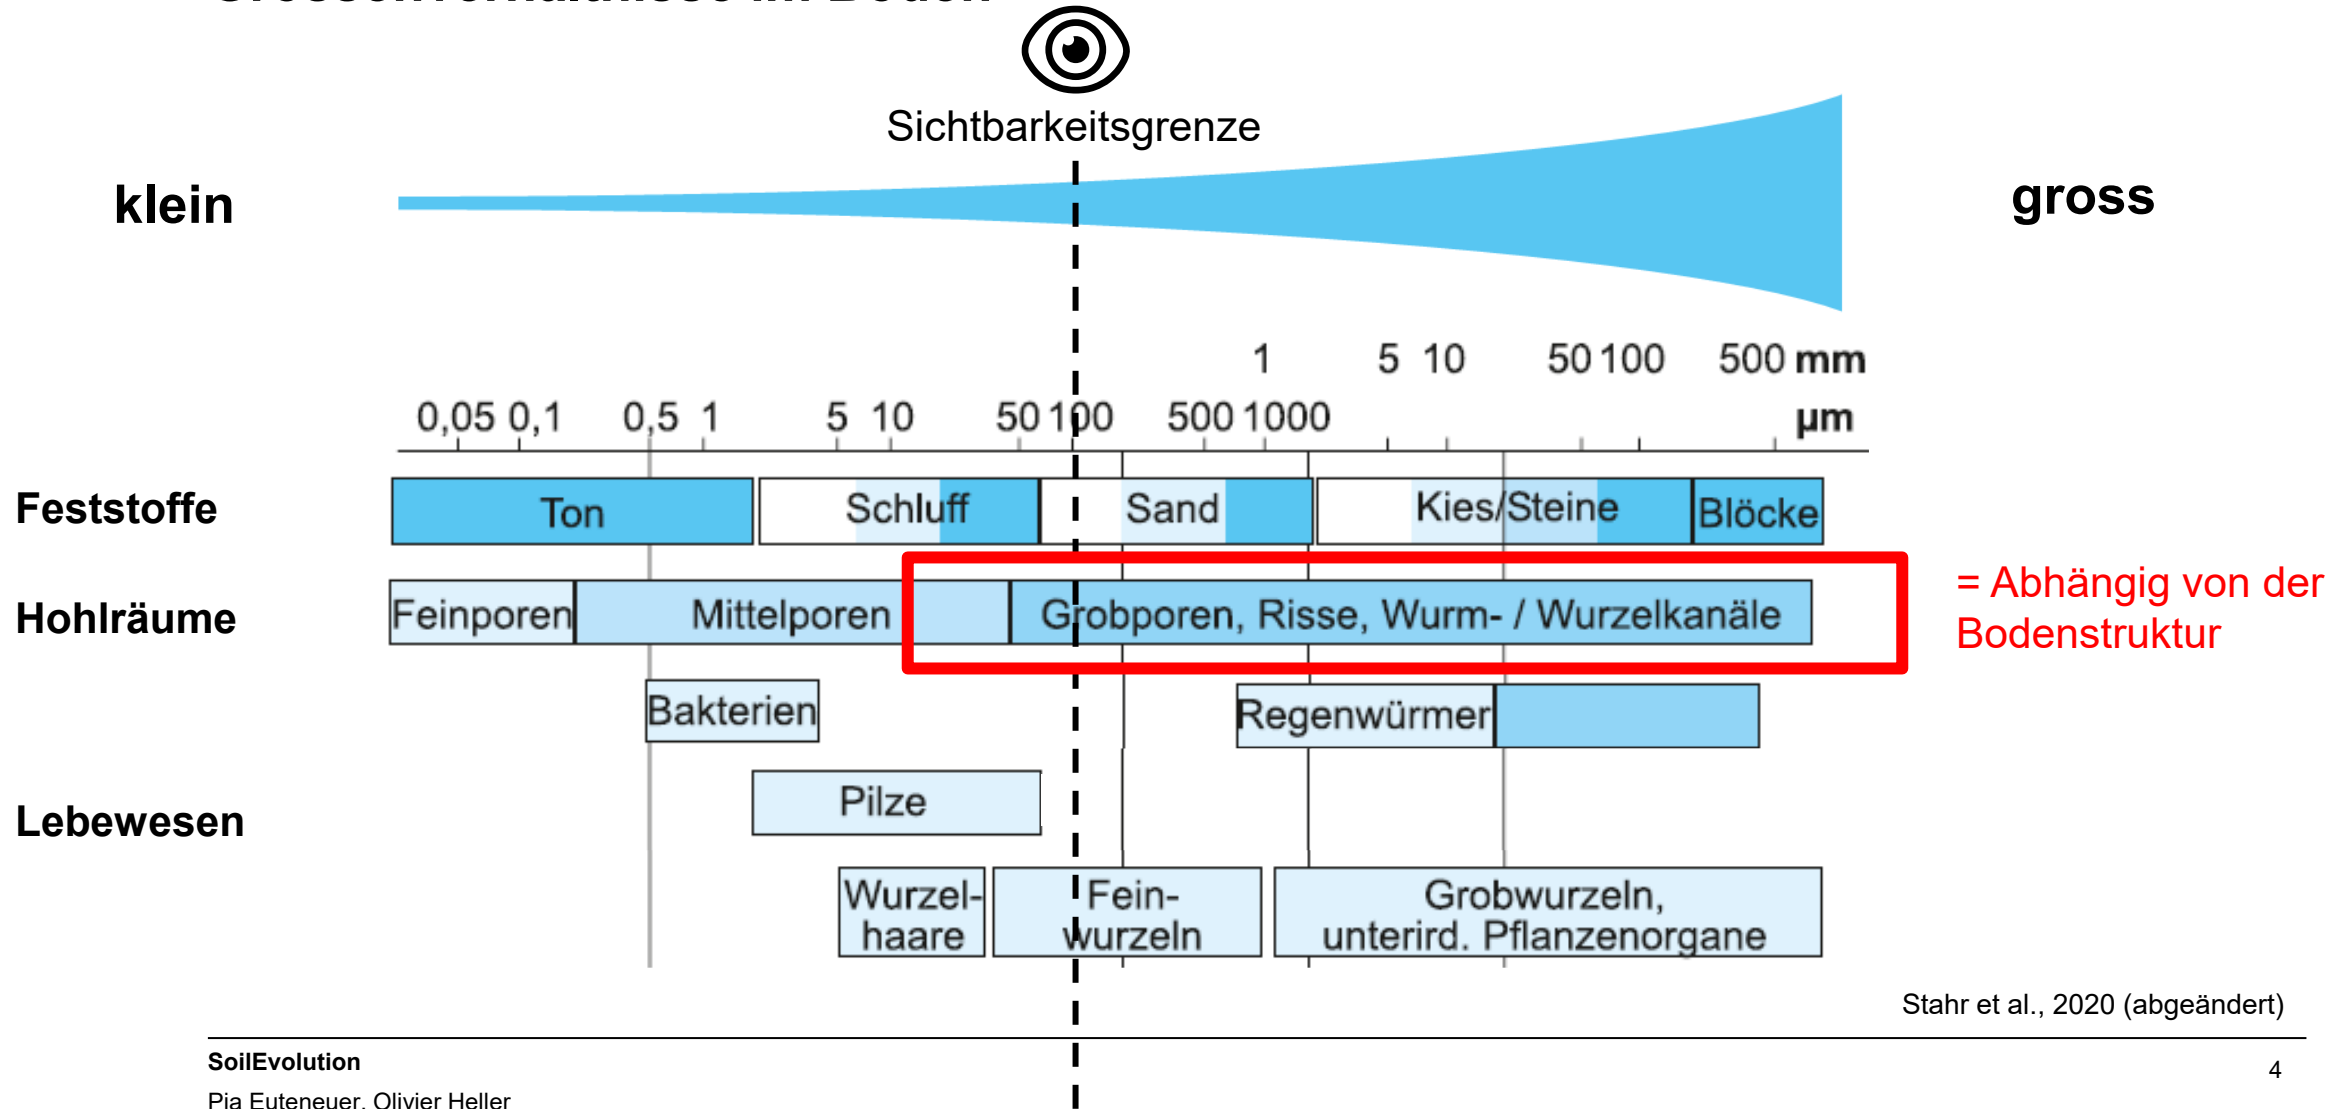 Grössenverhältnisse im Boden
Sichtbarkeitsgrenze
klein
gross
1 5 10 50 100 500 mm
0,05 0,1 0,5 1 5 10 50 100 500 1000 µm
Feststoffe
Ton Schluff Sand Kies/Steine Blöcke
Hohlräume
Feinporen Mittelporen Grobporen, Risse, Wurm- / Wurzelkanäle
= Abhängig von der
Bodenstruktur
Bakterien Regenwürmer
Lebewesen
Pilze
Wurzel-
haare
Fein-
wurzeln
Grobwurzeln,
unterird. Pflanzenorgane
Stahr et al., 2020 (abgeändert)
SoilEvolution
4
Pia Euteneuer, Olivier Heller